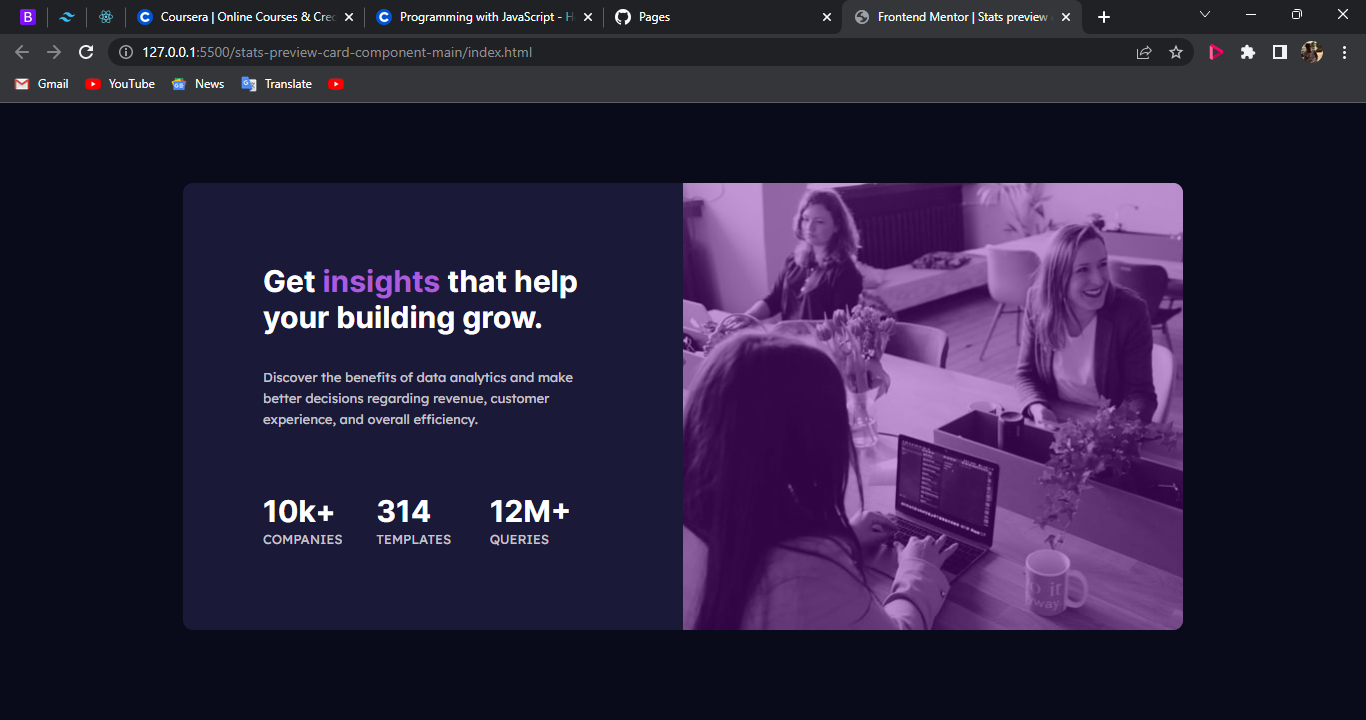 B
Coursera | Online Courses & Cre
Programming with JavaScript - H
Pages
Frontend Mentor | Stats preview
127.0.0.1:5500/stats-preview-card-component-main/index.html
Gmail
YouTube
News
Translate
Get insights that help
your building grow.
Discover the benefits of data analytics and make
better decisions regarding revenue, customer
experience, and overall efficiency.
10k+ 314 12M+
COMPANIES TEMPLATES QUERIES